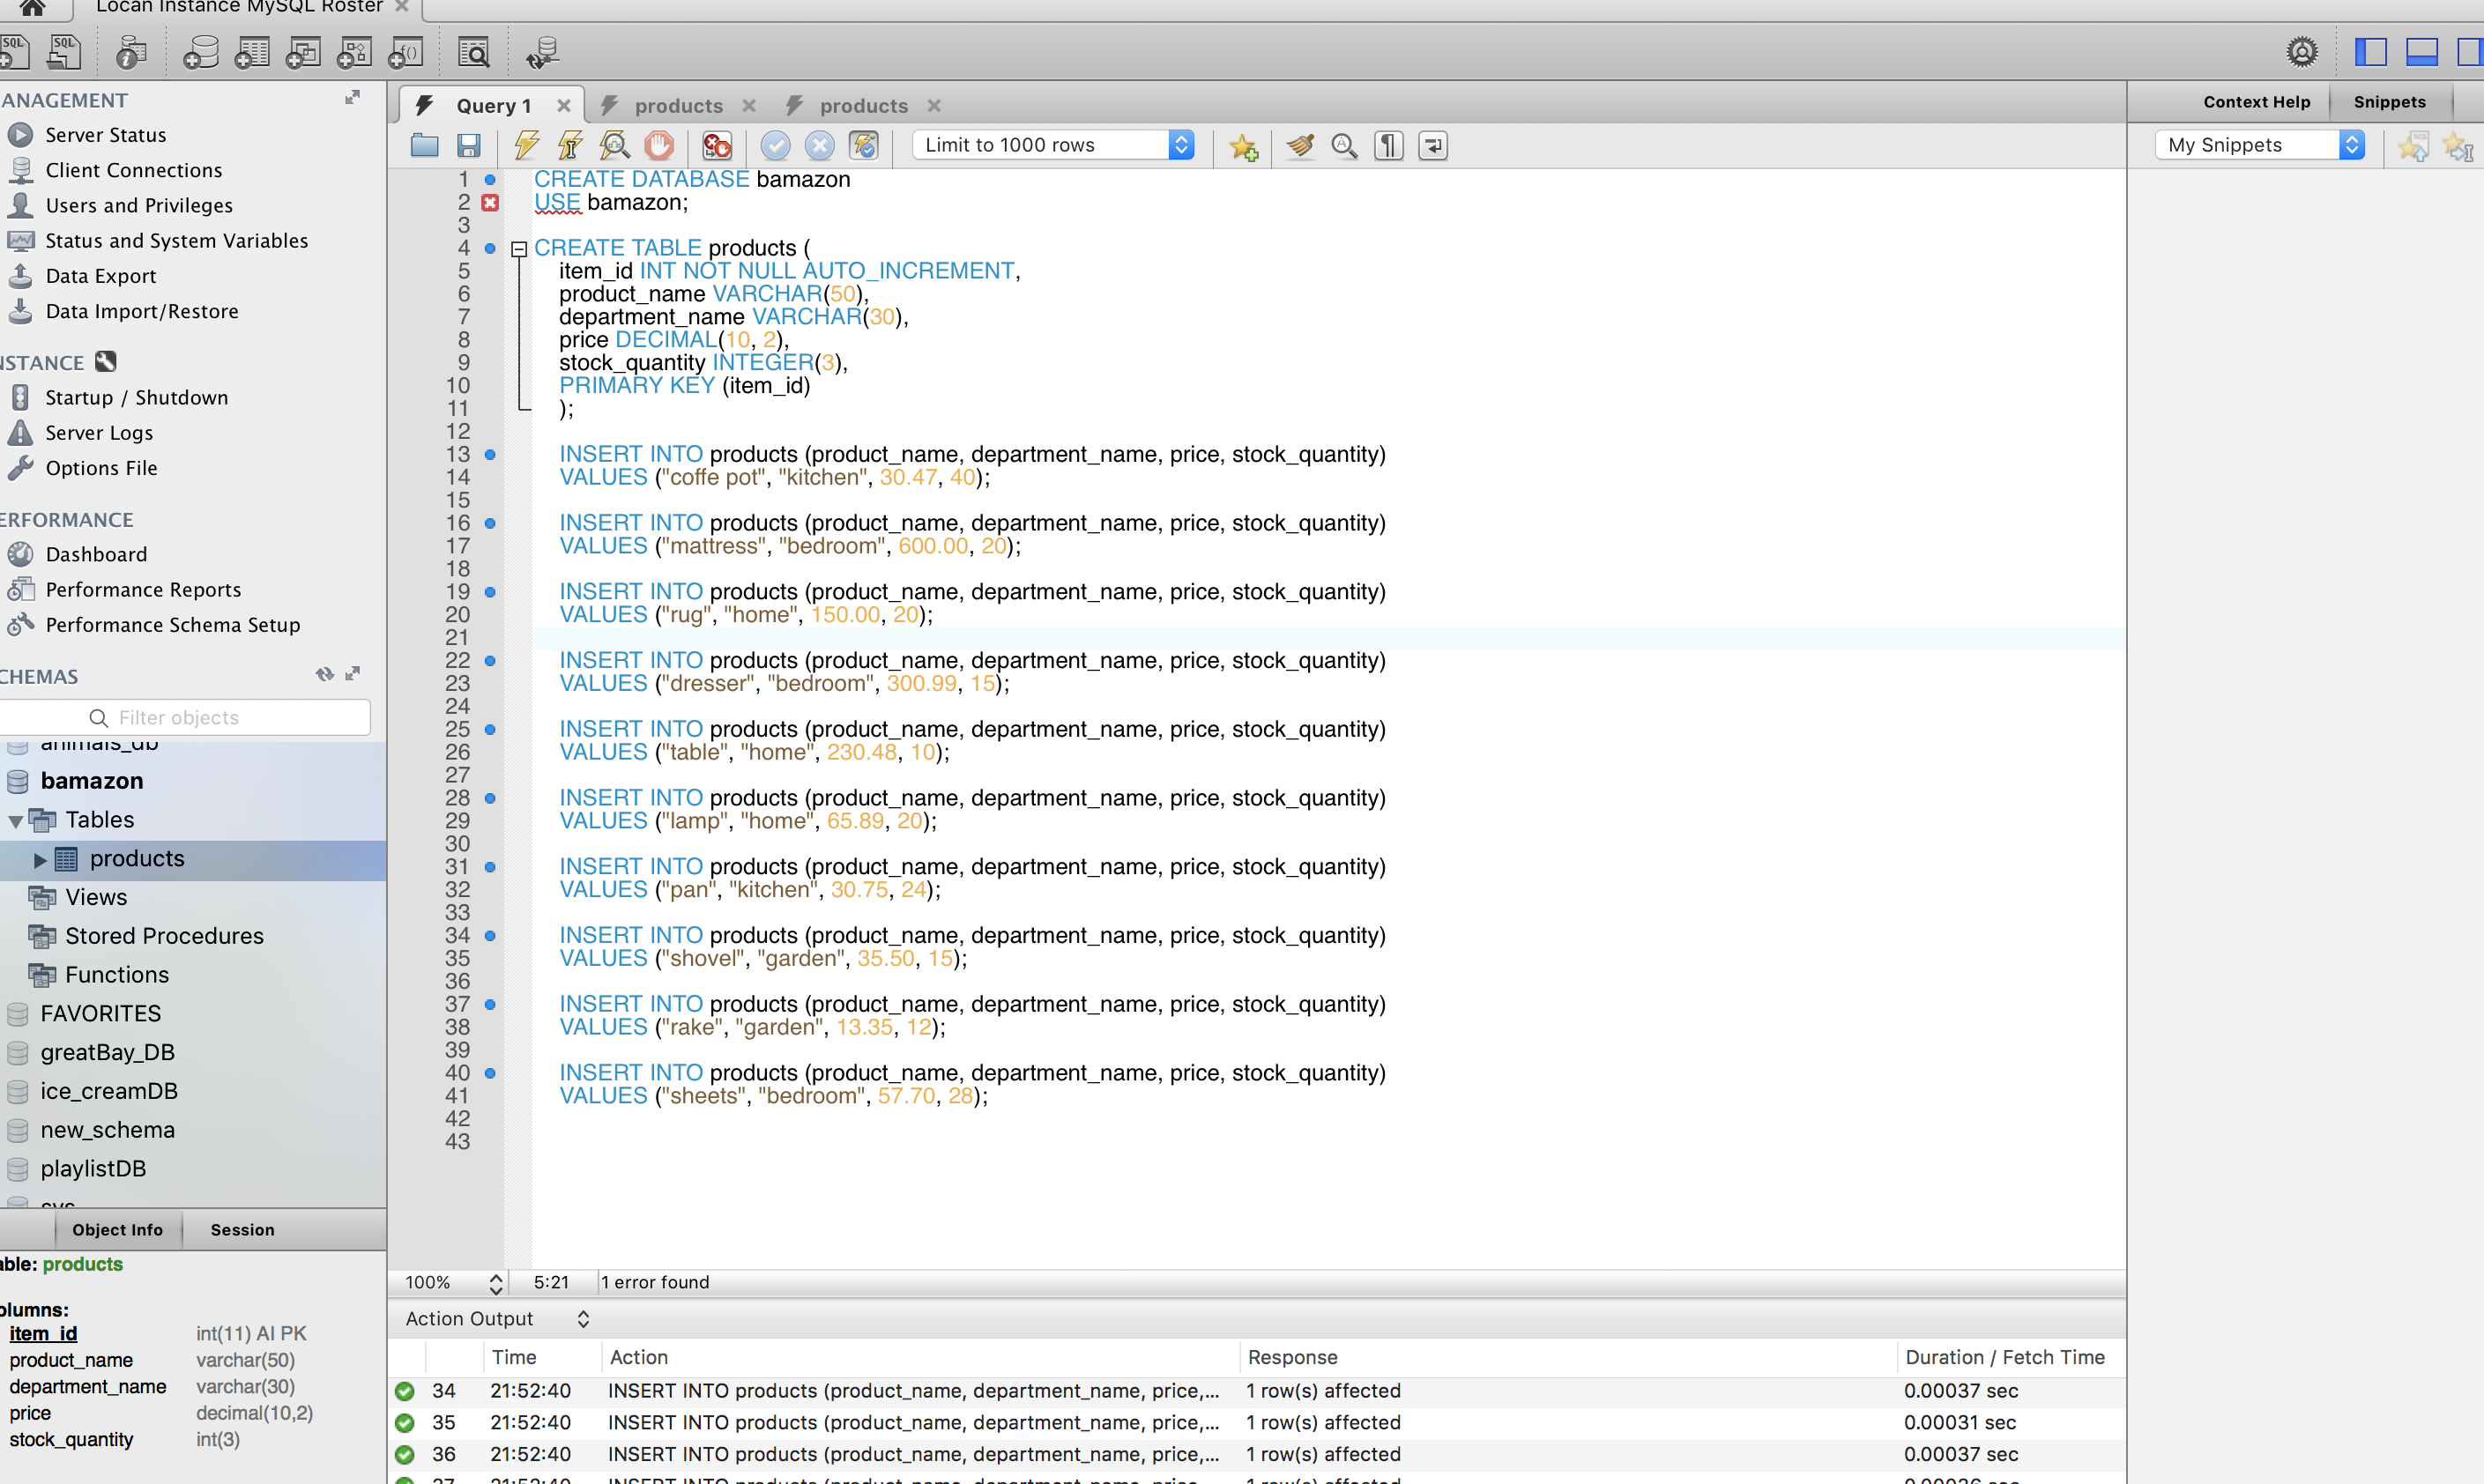 Locan Instance MySQL Roster
SQL
SQL
ANAGEMENT
Server Status
Client Connections
Users and Privileges
Status and System Variables
Data Export
Data Import/Restore
NSTANCE
Startup / Shutdown
Server Logs
Options File
ERFORMANCE
Dashboard
Performance Reports
Performance Schema Setup
CHEMAS
Filter objects
animals_db
bamazon
Tables
products
Views
Stored Procedures
Functions
FAVORITES
greatBay_DB
ice_creamDB
new_schema
playlistDB
sys
Object Info Session
able: products
olumns:
item_id int(11) AI PK
product_name varchar(50)
department_name varchar(30)
price decimal(10,2)
stock_quantity int(3)
Query 1 products products
Limit to 1000 rows
1 CREATE DATABASE bamazon
2 USE bamazon;
3
4 CREATE TABLE products (
5 item_id INT NOT NULL AUTO_INCREMENT,
6 product_name VARCHAR(50),
7 department_name VARCHAR(30),
8 price DECIMAL(10, 2),
9 stock_quantity INTEGER(3),
10 PRIMARY KEY (item_id)
11 );
12
13 INSERT INTO products (product_name, department_name, price, stock_quantity)
14 VALUES ("coffe pot", "kitchen", 30.47, 40);
15
16 INSERT INTO products (product_name, department_name, price, stock_quantity)
17 VALUES ("mattress", "bedroom", 600.00, 20);
18
19 INSERT INTO products (product_name, department_name, price, stock_quantity)
20 VALUES ("rug", "home", 150.00, 20);
21
22 INSERT INTO products (product_name, department_name, price, stock_quantity)
23 VALUES ("dresser", "bedroom", 300.99, 15);
24
25 INSERT INTO products (product_name, department_name, price, stock_quantity)
26 VALUES ("table", "home", 230.48, 10);
27
28 INSERT INTO products (product_name, department_name, price, stock_quantity)
29 VALUES ("lamp", "home", 65.89, 20);
30
31 INSERT INTO products (product_name, department_name, price, stock_quantity)
32 VALUES ("pan", "kitchen", 30.75, 24);
33
34 INSERT INTO products (product_name, department_name, price, stock_quantity)
35 VALUES ("shovel", "garden", 35.50, 15);
36
37 INSERT INTO products (product_name, department_name, price, stock_quantity)
38 VALUES ("rake", "garden", 13.35, 12);
39
40 INSERT INTO products (product_name, department_name, price, stock_quantity)
41 VALUES ("sheets", "bedroom", 57.70, 28);
42
43
100% 5:21 1 error found
Action Output
Time Action Response Duration / Fetch Time
34 21:52:40 INSERT INTO products (product_name, department_name, price,... 1 row(s) affected 0.00037 sec
35 21:52:40 INSERT INTO products (product_name, department_name, price,... 1 row(s) affected 0.00031 sec
36 21:52:40 INSERT INTO products (product_name, department_name, price,... 1 row(s) affected 0.00037 sec
Context Help Snippets
My Snippets